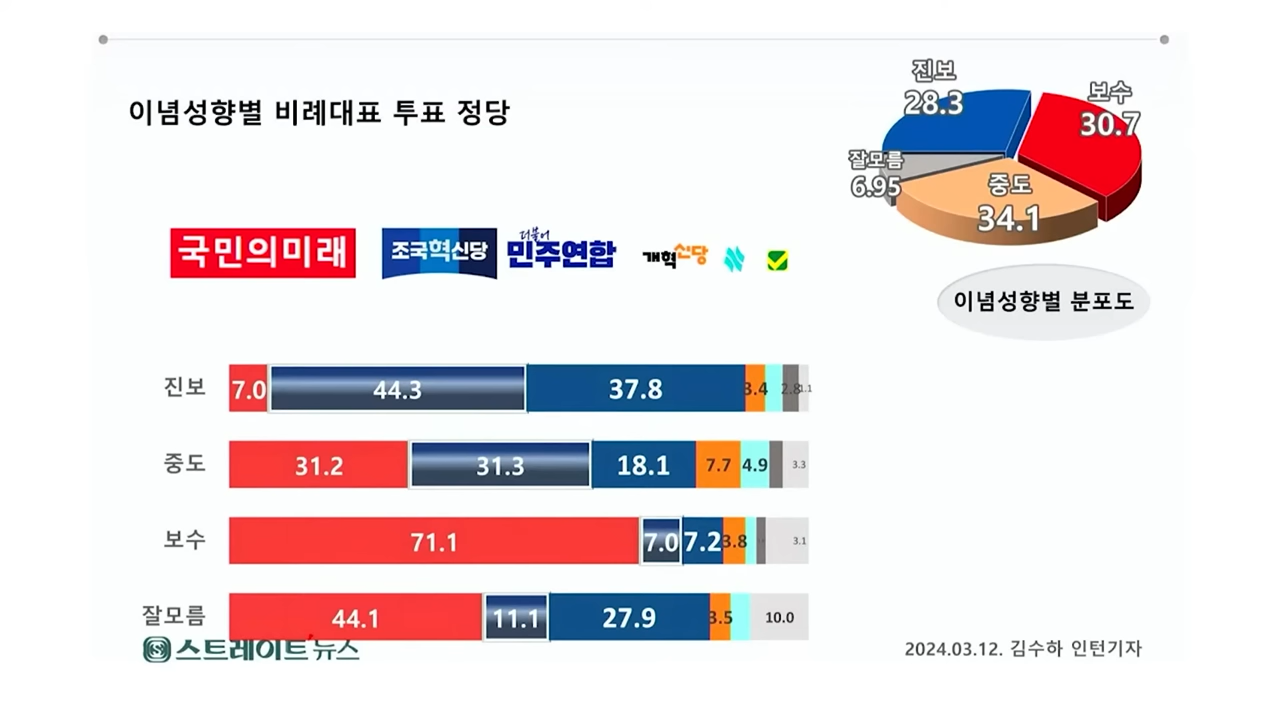 이념성향별 비례대표 투표 정당
진보
28.3
보수
30.7
잘모름
6.95
중도
34.1
이념성향별 분포도
국민의미래
조국혁신당
더불어
민주연합
개혁신당
진보 7.0 44.3 37.8 3.4 2.8 1.1
중도 31.2 31.3 18.1 7.7 4.9 3.3
보수 71.1 7.0 7.2 3.8 3.1
잘모름 44.1 11.1 27.9 3.5 10.0
스트레이트뉴스
2024.03.12. 김수하 인턴기자